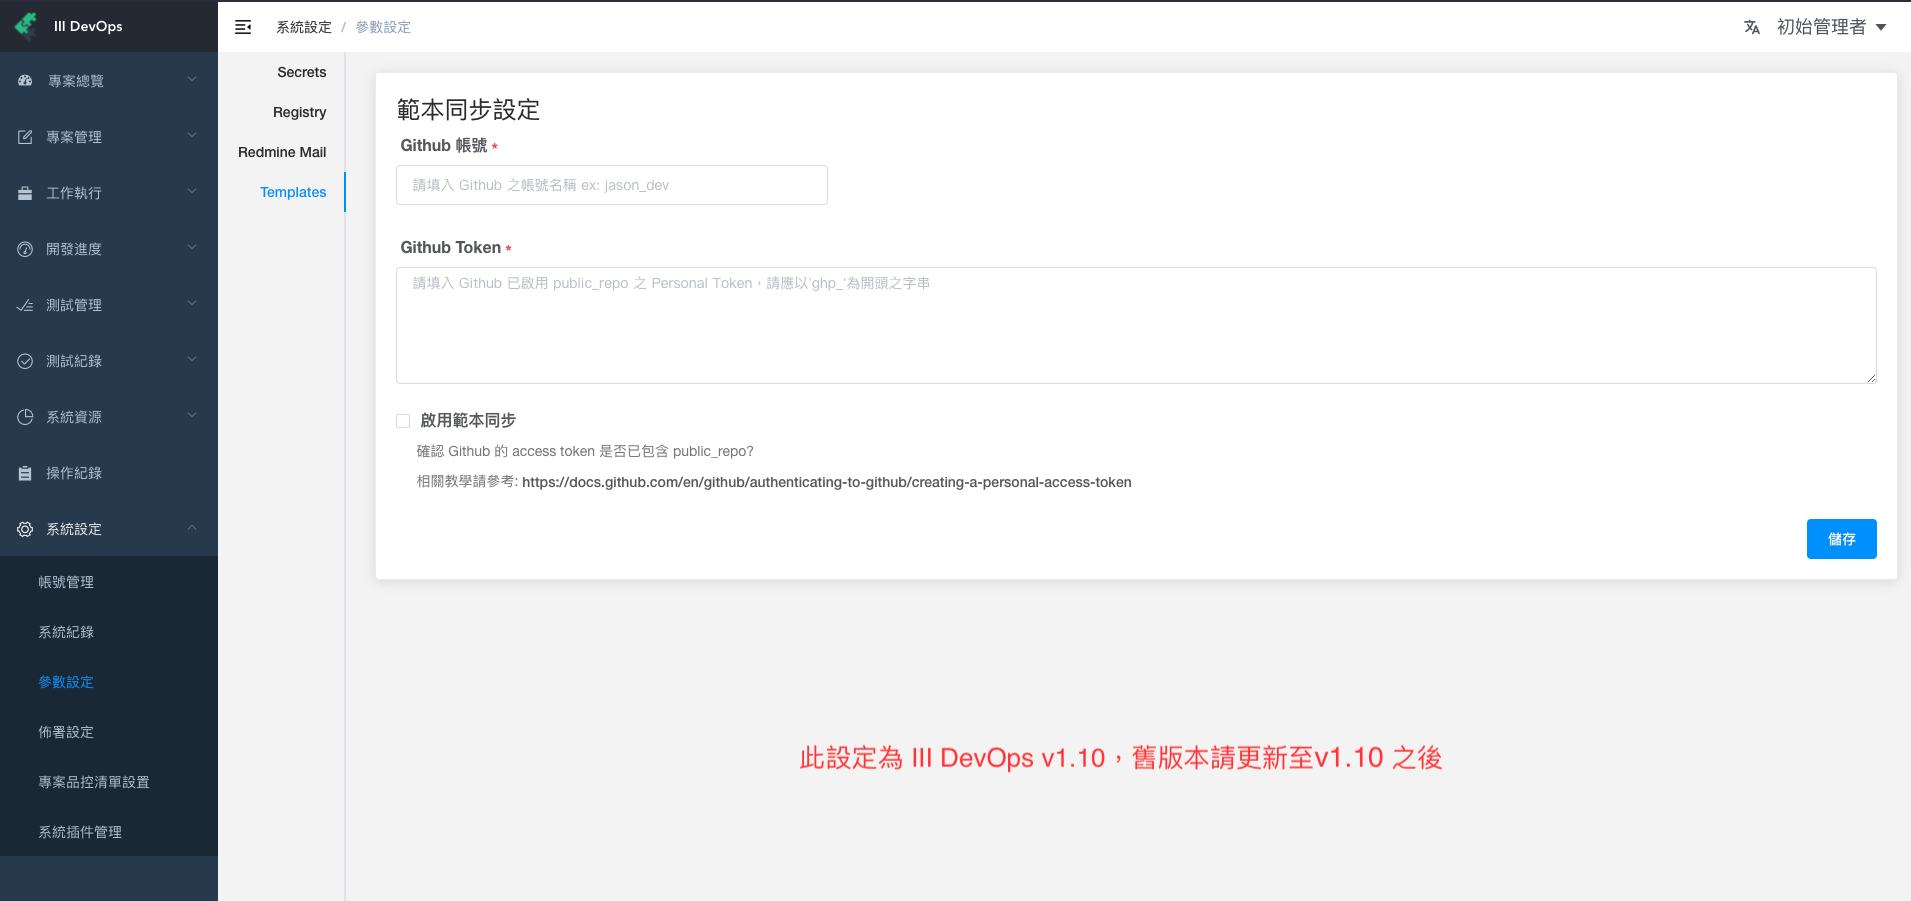 III DevOps
系統設定 / 參數設定
初始管理者
專案總覽
專案管理
工作執行
開發進度
測試管理
測試紀錄
系統資源
操作紀錄
系統設定
帳號管理
系統紀錄
參數設定
佈署設定
專案品控清單設置
系統插件管理
Secrets
Registry
Redmine Mail
Templates
範本同步設定
Github 帳號 *
請填入 Github 之帳號名稱 ex: jason_dev
Github Token *
請填入 Github 已啟用 public_repo 之 Personal Token，請應以'ghp_'為開頭之字串
啟用範本同步
確認 Github 的 access token 是否已包含 public_repo?
相關教學請參考: https://docs.github.com/en/github/authenticating-to-github/creating-a-personal-access-token
儲存
此設定為 III DevOps v1.10，舊版本請更新至v1.10 之後